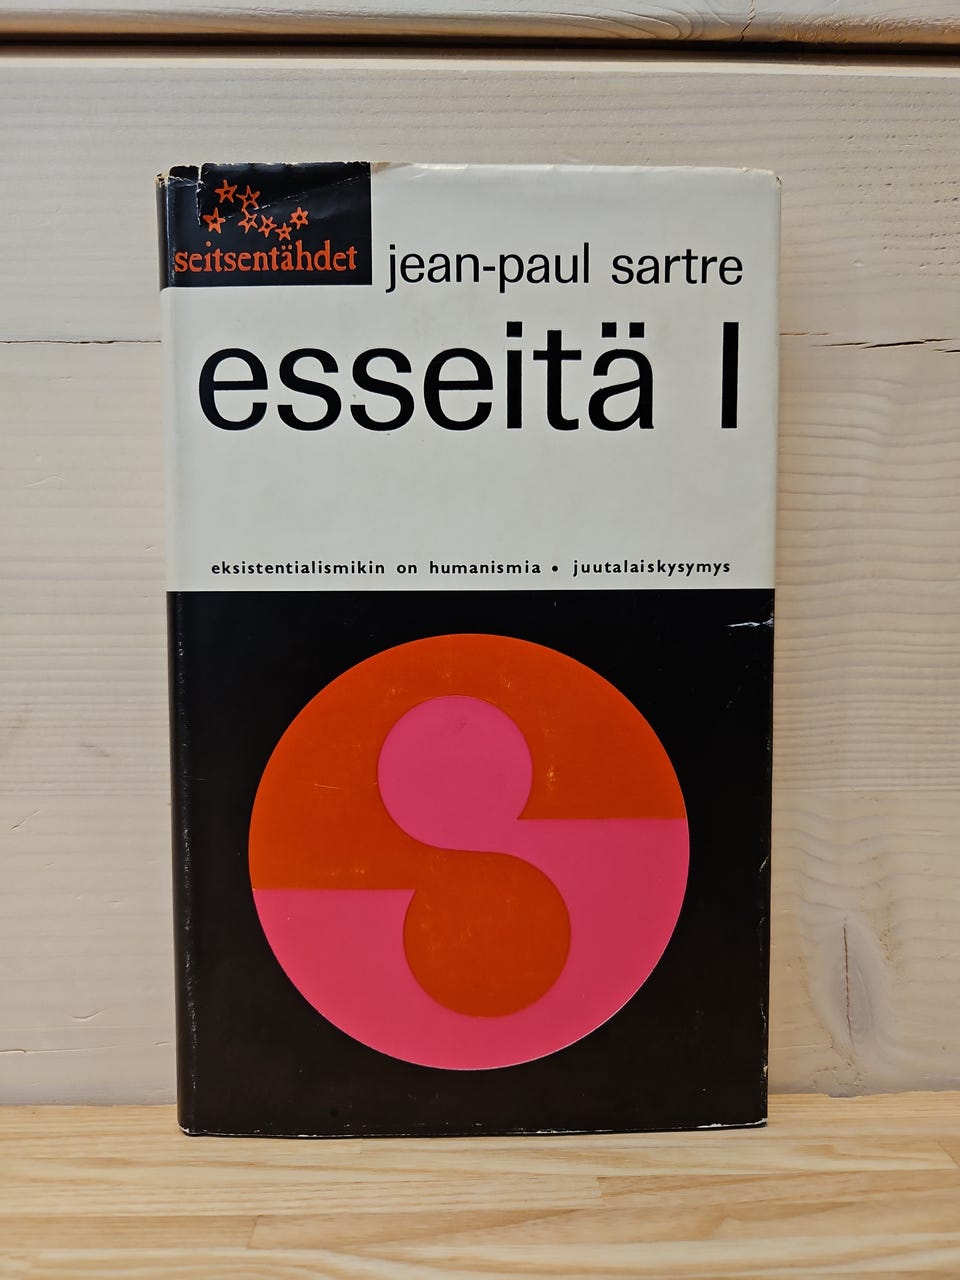 seitsentähdet
jean-paul sartre
esseitä I
eksistentialismikin on humanismia • juutalaiskysymys